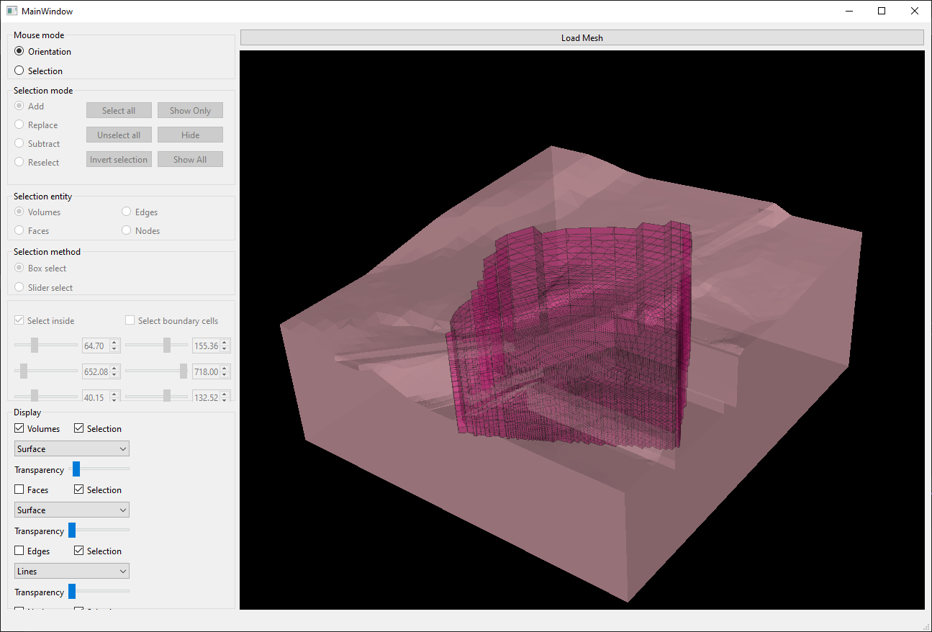 MainWindow
Mouse mode
Orientation
Selection
Load Mesh
Selection mode
Add
Select all
Show Only
Replace
Unselect all
Hide
Subtract
Invert selection
Show All
Reselect
Selection entity
Volumes
Edges
Faces
Nodes
Selection method
Box select
Slider select
Select inside
Select boundary cells
64.70
155.36
652.08
718.00
40.15
132.52
Display
Volumes
Selection
Surface
Transparency
Faces
Selection
Surface
Transparency
Edges
Selection
Lines
Transparency